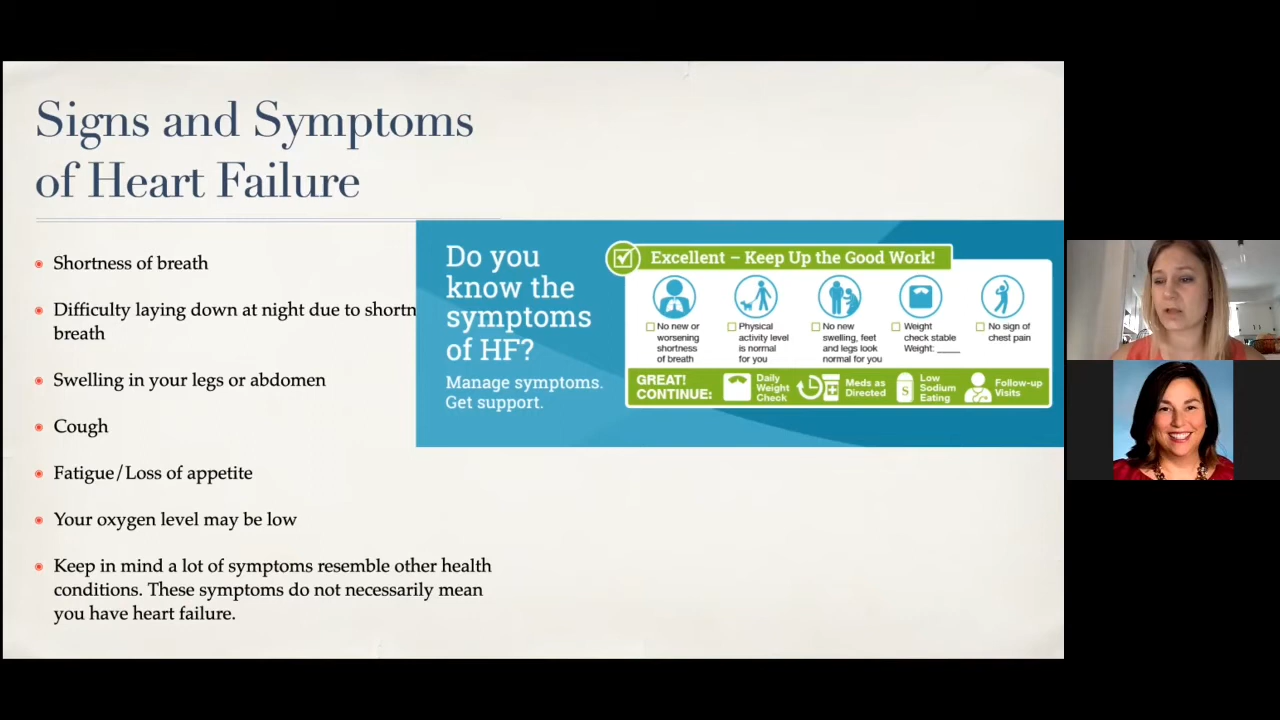 Signs and Symptoms
of Heart Failure
Shortness of breath
Difficulty laying down at night due to shortn
breath
Swelling in your legs or abdomen
Cough
Fatigue/Loss of appetite
Your oxygen level may be low
Keep in mind a lot of symptoms resemble other health
conditions. These symptoms do not necessarily mean
you have heart failure.
Do you
know the
symptoms
of HF?
Manage symptoms.
Get support.
Excellent – Keep Up the Good Work!
No new or
worsening
shortness
of breath
Physical
activity level
is normal
for you
No new
swelling, feet
and legs look
normal for you
Weight
check stable
Weight: ____
No sign of
chest pain
GREAT!
CONTINUE:
Daily
Weight
Check
Meds as
Directed
S
Low
Sodium
Eating
Follow-up
Visits